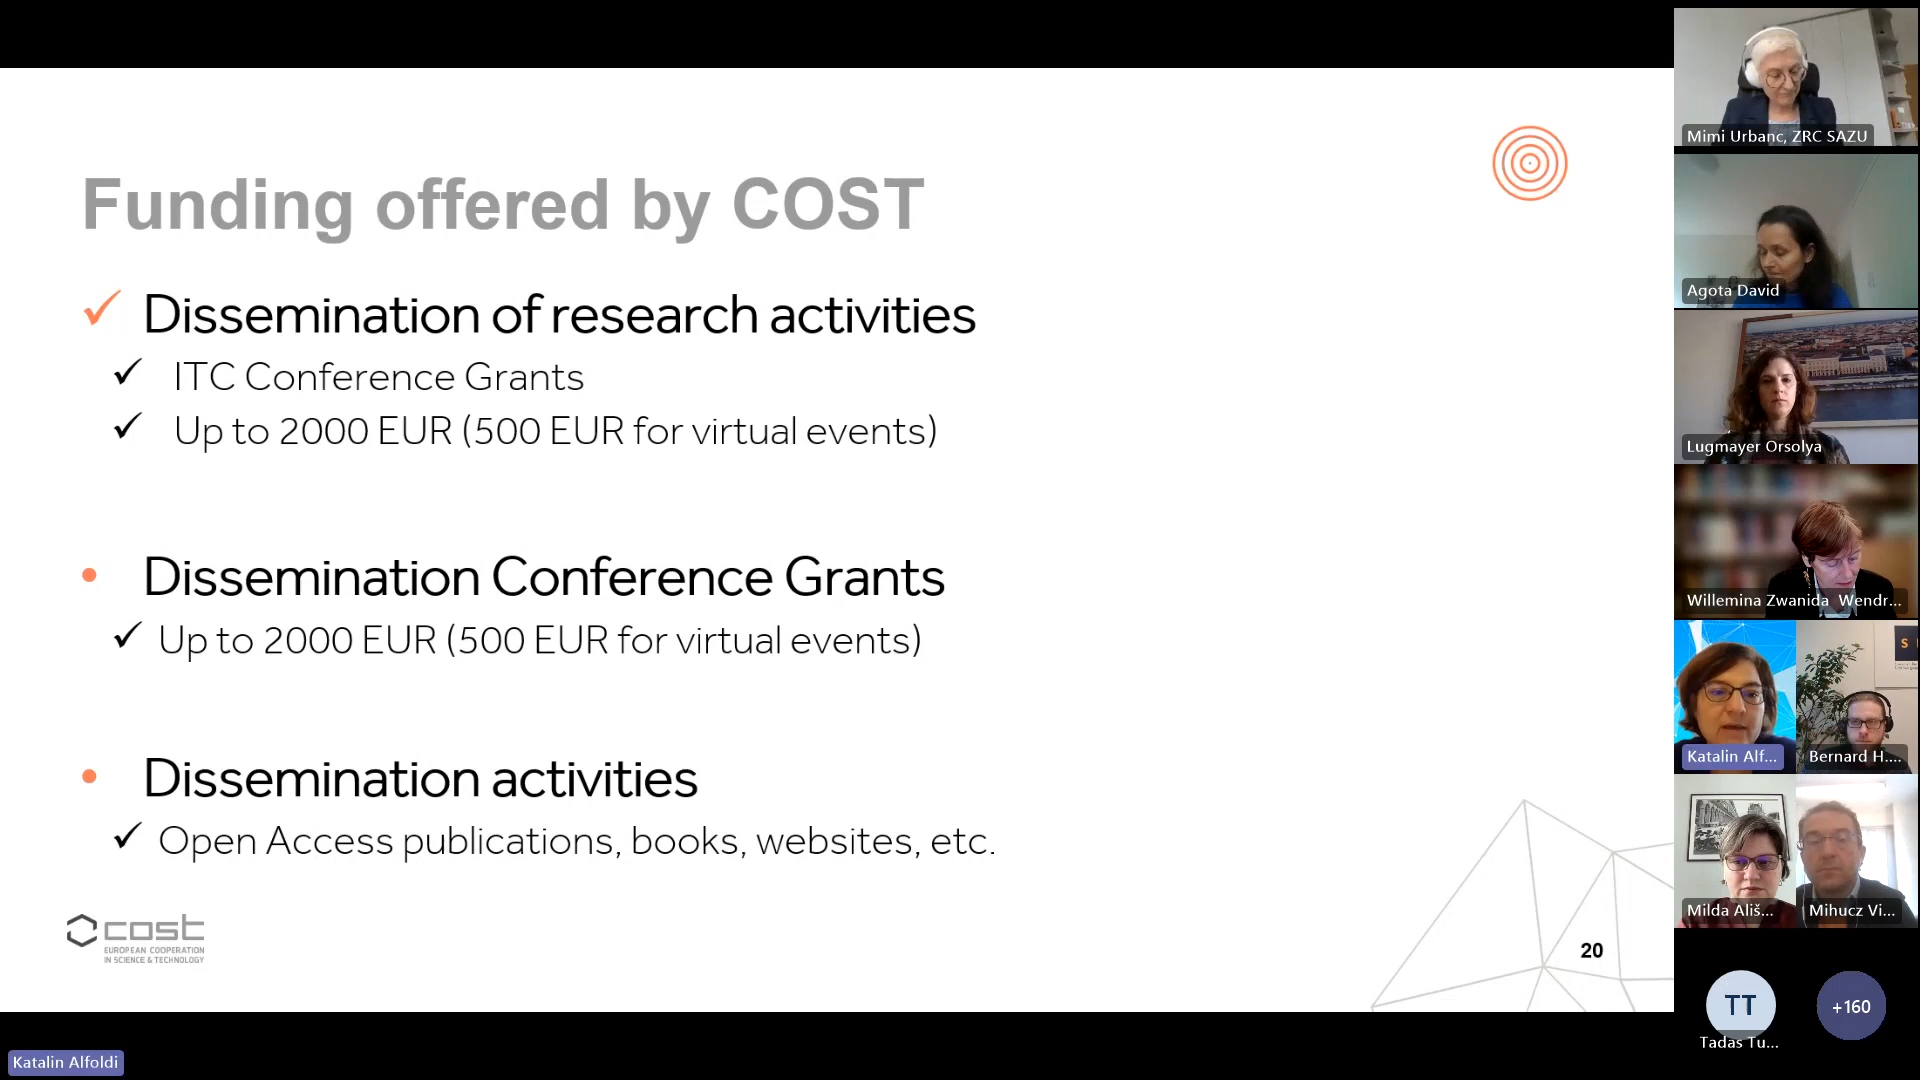 Funding offered by COST
Dissemination of research activities
ITC Conference Grants
Up to 2000 EUR (500 EUR for virtual events)
Dissemination Conference Grants
Up to 2000 EUR (500 EUR for virtual events)
Dissemination activities
Open Access publications, books, websites, etc.
cost
EUROPEAN COOPERATION
IN SCIENCE & TECHNOLOGY
20
Katalin Alfoldi
Mimi Urbanc, ZRC SAZU
Agota David
Lugmayer Orsolya
Willemina Zwanida Wendr...
Katalin Alf...
Bernard H....
Milda Ališ...
Mihucz Vi...
TT
Tadas Tu...
+160